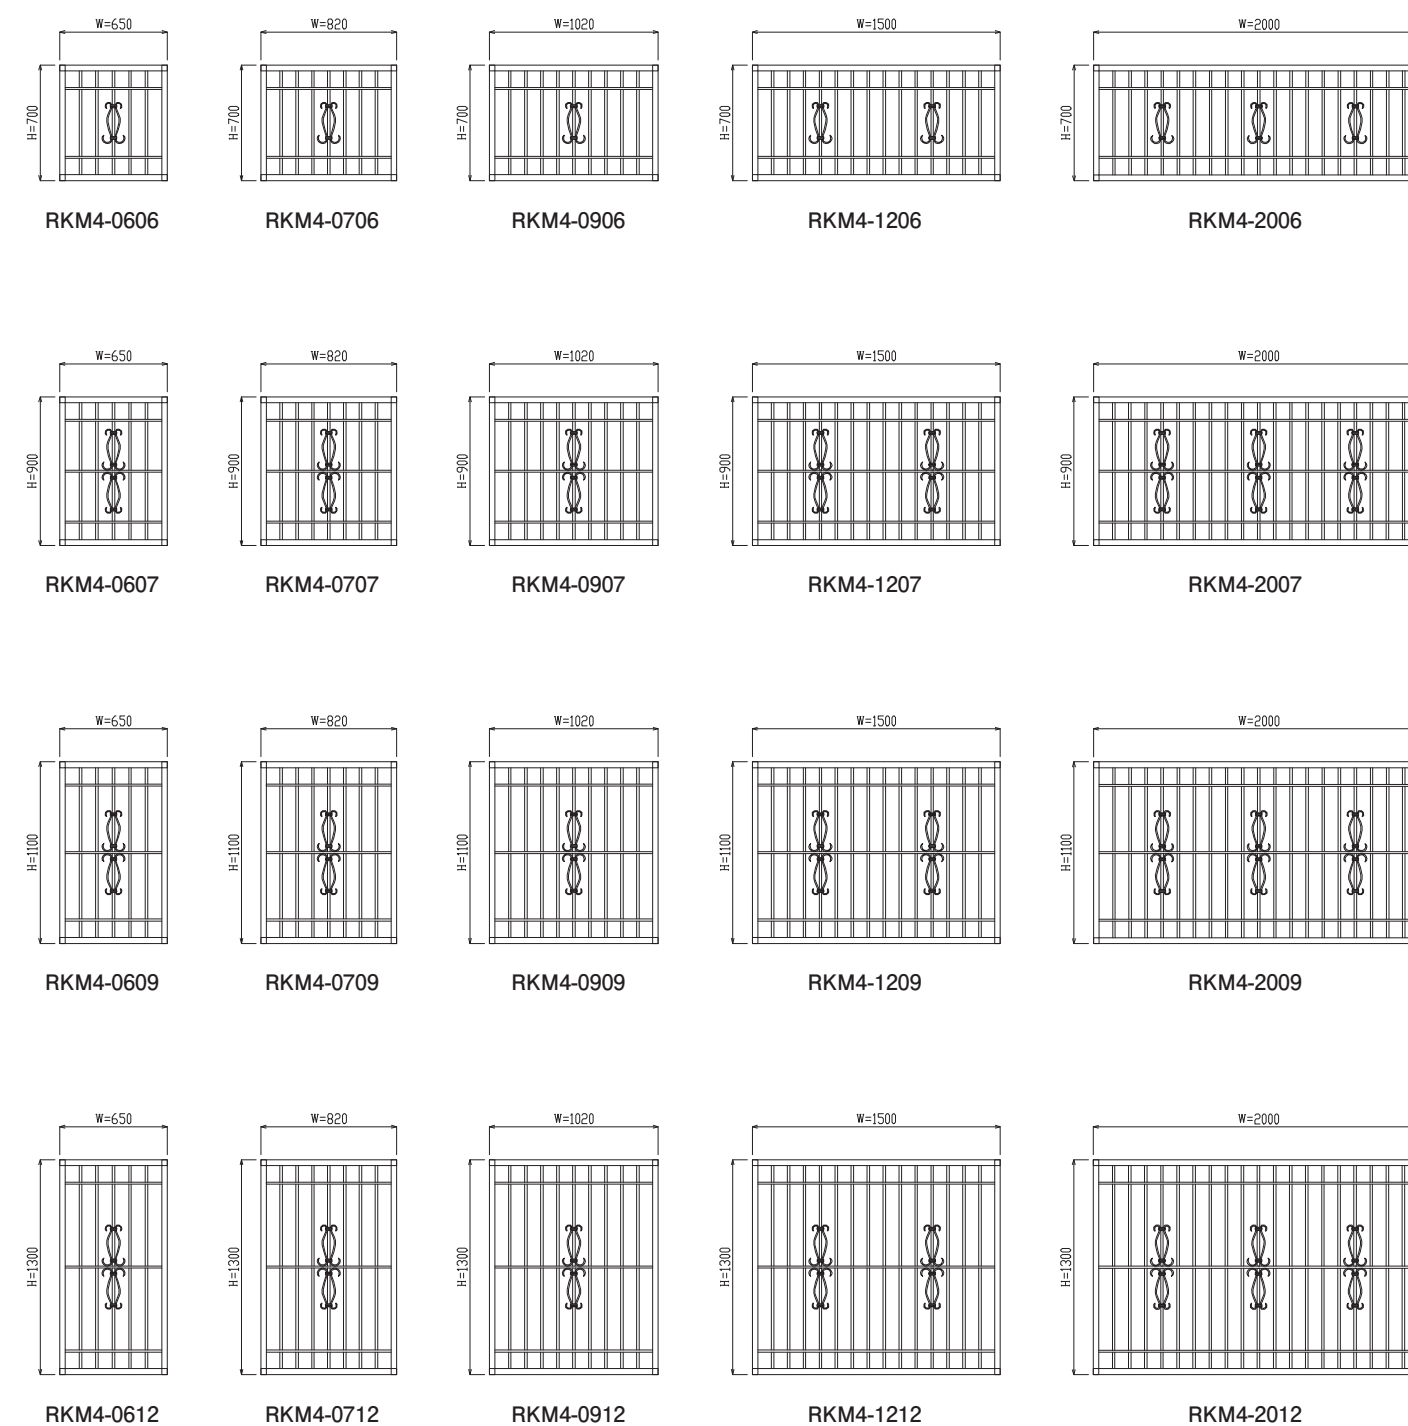 W=650 W=820 W=1020 W=1500 W=2000
H=700 H=700 H=700 H=700 H=700
RKM4-0606 RKM4-0706 RKM4-0906 RKM4-1206 RKM4-2006
W=650 W=820 W=1020 W=1500 W=2000
H=900 H=900 H=900 H=900 H=900
RKM4-0607 RKM4-0707 RKM4-0907 RKM4-1207 RKM4-2007
W=650 W=820 W=1020 W=1500 W=2000
H=1100 H=1100 H=1100 H=1100 H=1100
RKM4-0609 RKM4-0709 RKM4-0909 RKM4-1209 RKM4-2009
W=650 W=820 W=1020 W=1500 W=2000
H=1300 H=1300 H=1300 H=1300 H=1300
RKM4-0612 RKM4-0712 RKM4-0912 RKM4-1212 RKM4-2012